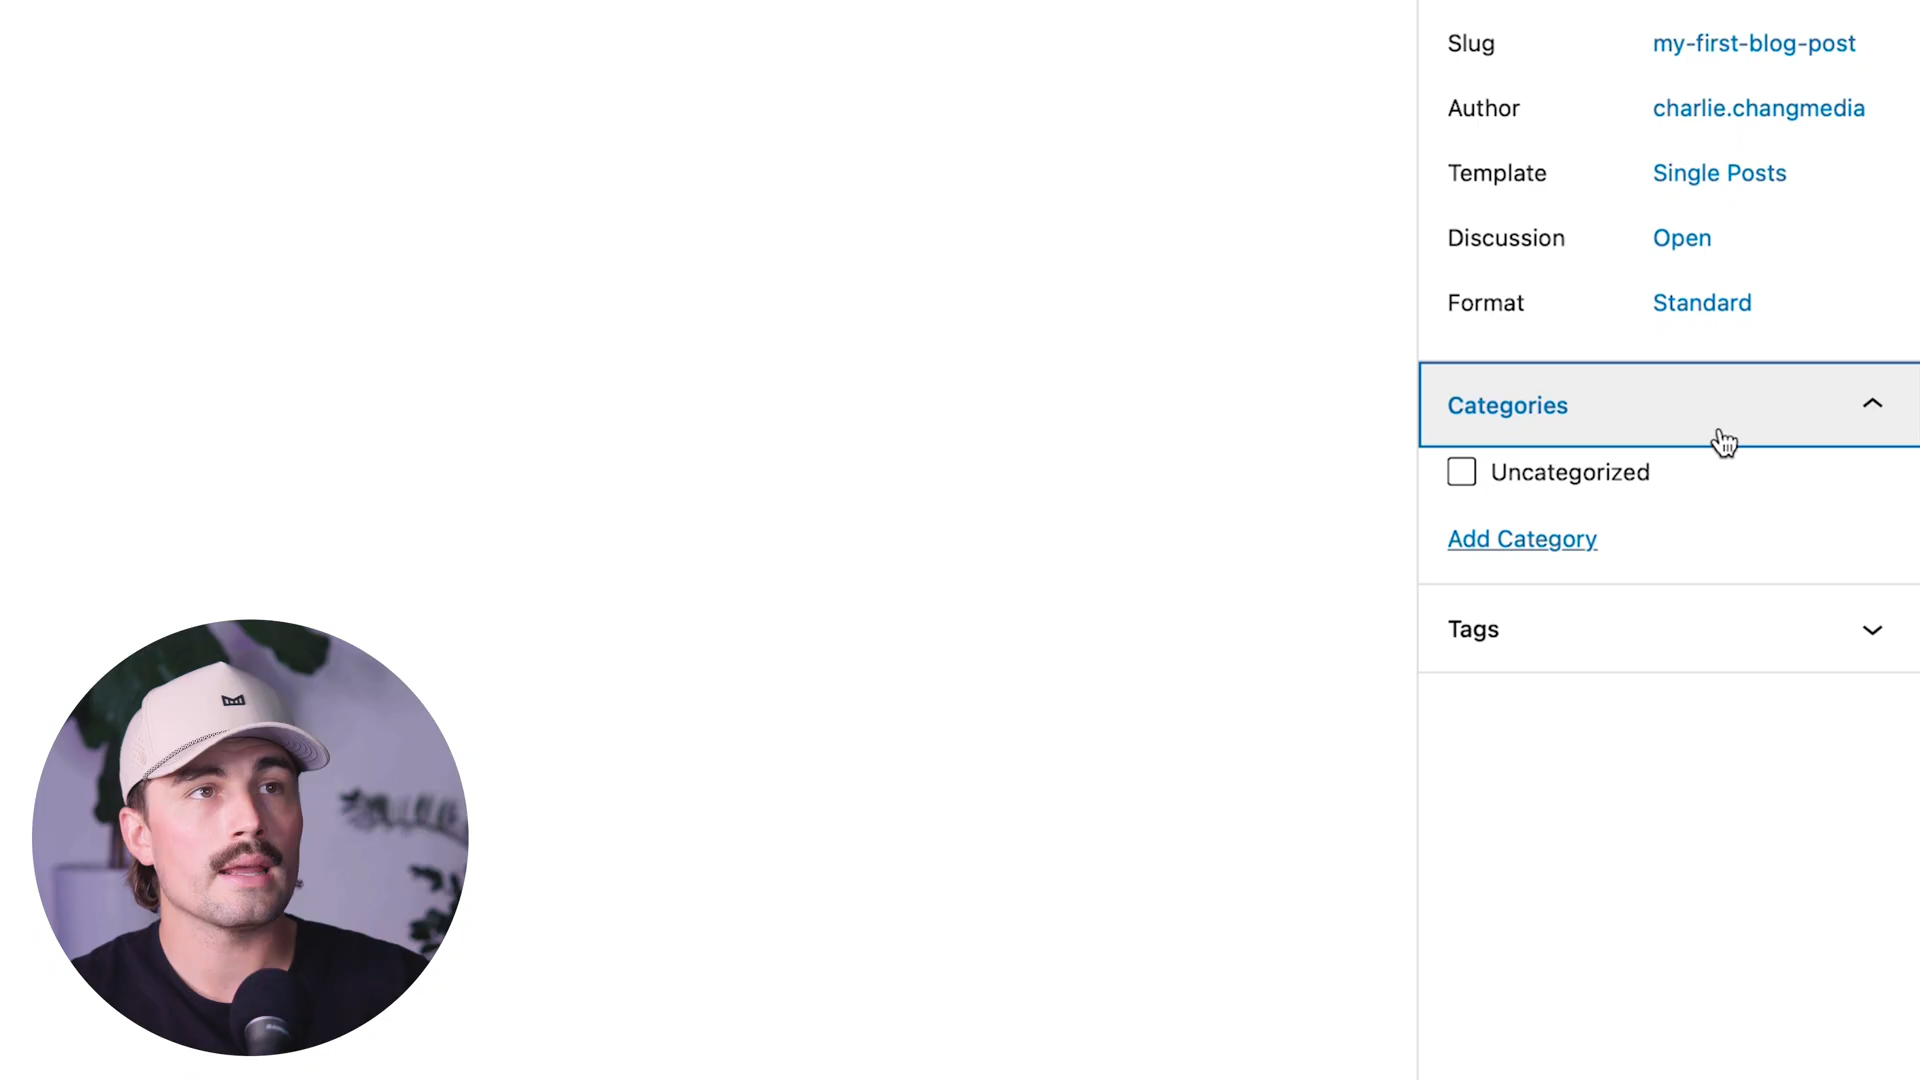 Slug my-first-blog-post
Author charlie.changmedia
Template Single Posts
Discussion Open
Format Standard
Categories
Uncategorized
Add Category
Tags